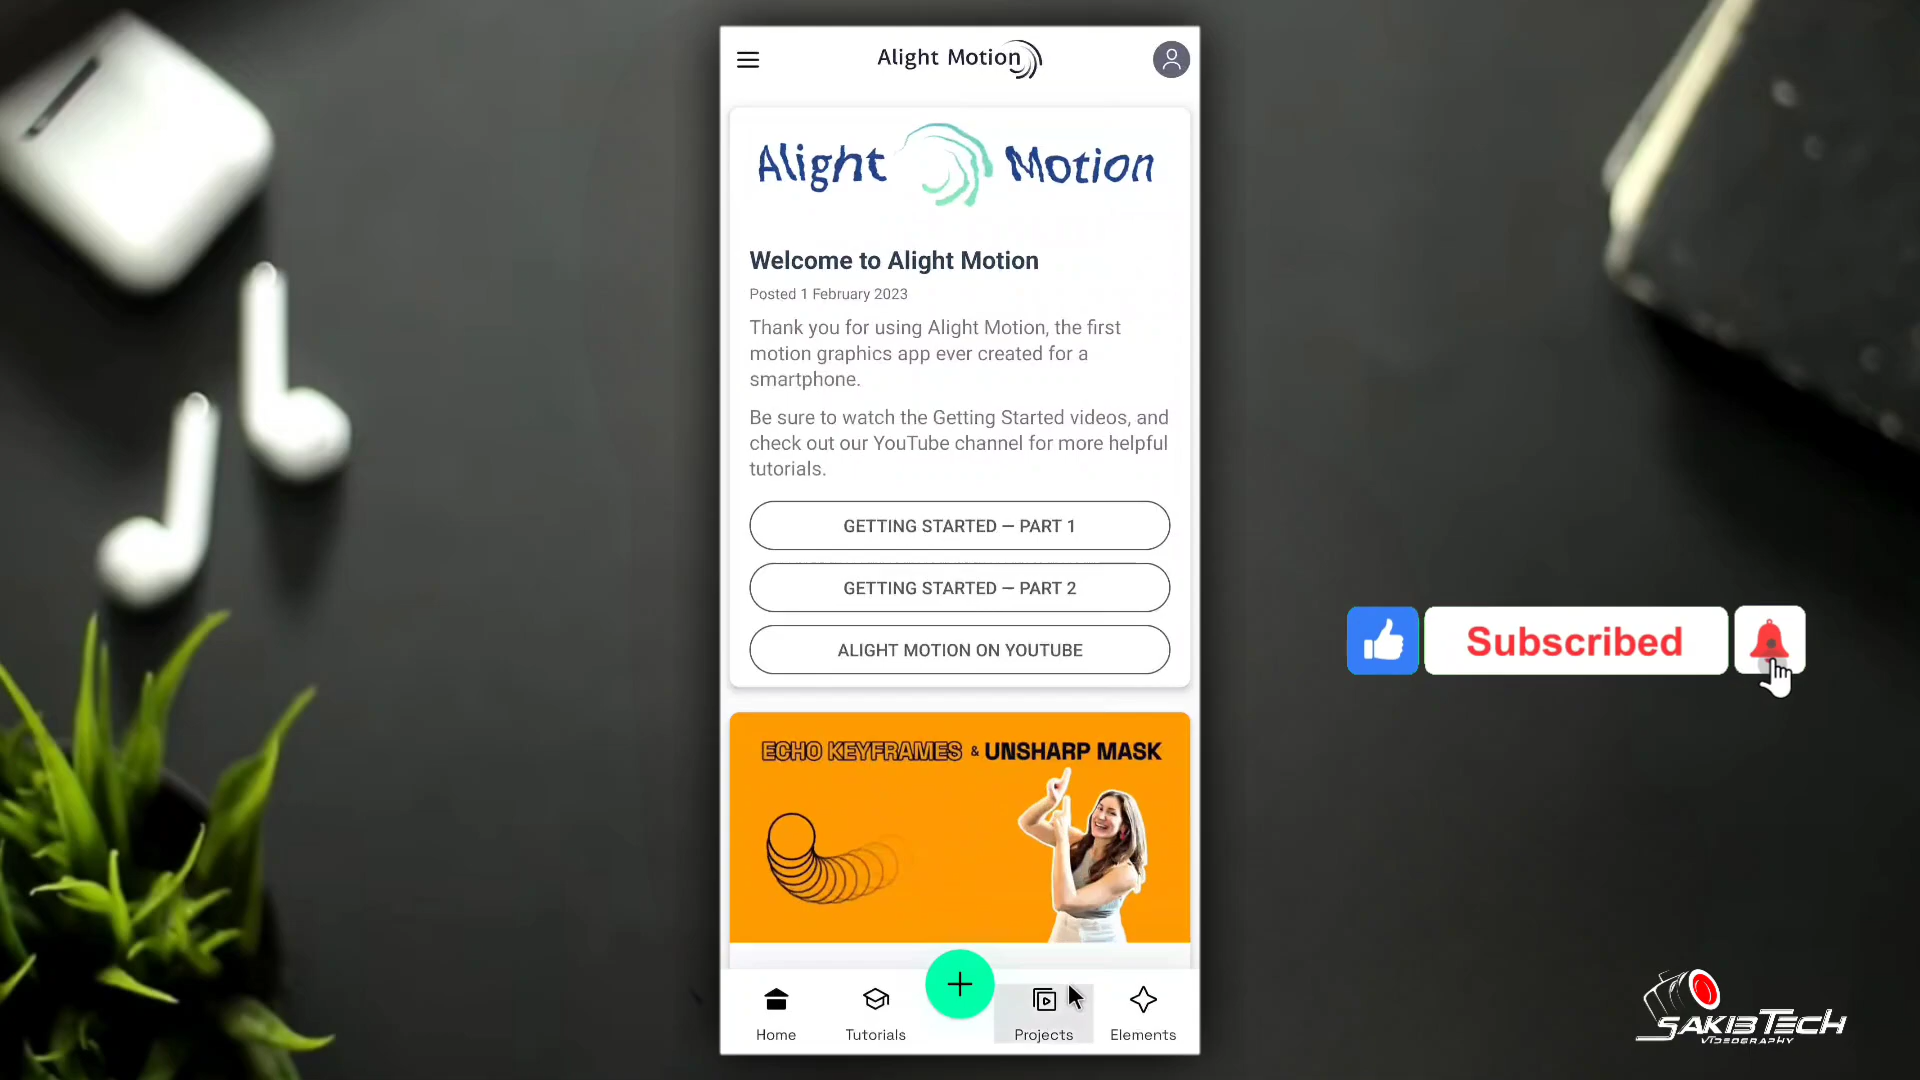 Alight Motion
Alight Motion
Welcome to Alight Motion
Posted 1 February 2023
Thank you for using Alight Motion, the first
motion graphics app ever created for a
smartphone.
Be sure to watch the Getting Started videos, and
check out our YouTube channel for more helpful
tutorials.
GETTING STARTED — PART 1
GETTING STARTED — PART 2
ALIGHT MOTION ON YOUTUBE
Subscribed
ECHO KEYFRAMES & UNSHARP MASK
Home
Tutorials
Projects
Elements
SAKIBTECH
VIDEOGRAPHY